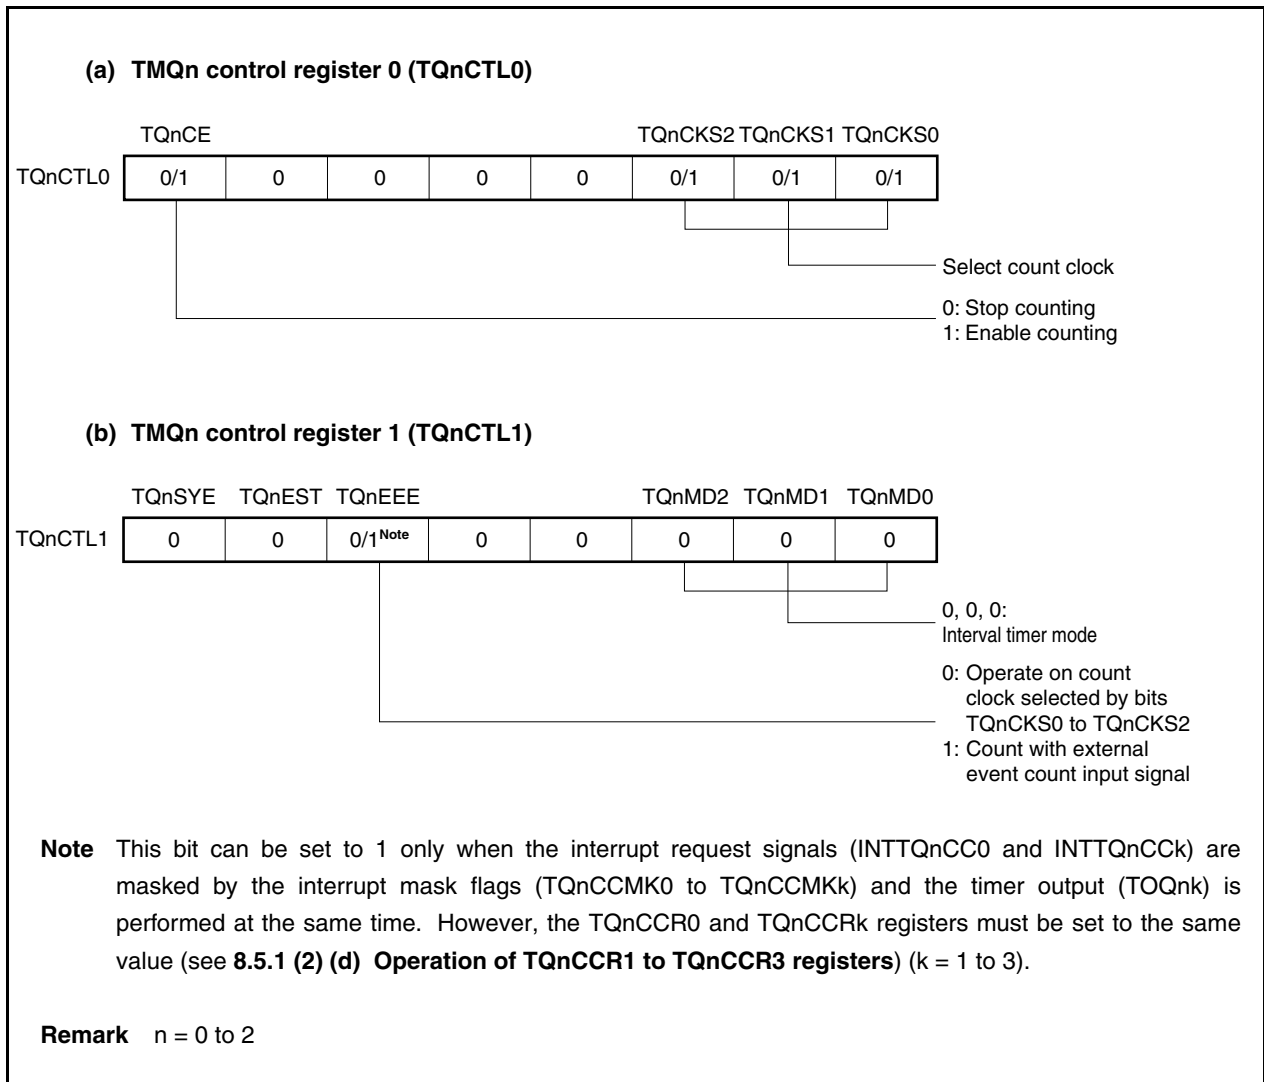 (a) TMQn control register 0 (TQnCTL0)
TQnCE TQnCKS2 TQnCKS1 TQnCKS0
TQnCTL0 0/1 0 0 0 0 0/1 0/1 0/1
Select count clock
0: Stop counting
1: Enable counting
(b) TMQn control register 1 (TQnCTL1)
TQnSYE TQnEST TQnEEE TQnMD2 TQnMD1 TQnMD0
TQnCTL1 0 0 0/1Note 0 0 0 0 0
0, 0, 0:
Interval timer mode
0: Operate on count
clock selected by bits
TQnCKS0 to TQnCKS2
1: Count with external
event count input signal
Note This bit can be set to 1 only when the interrupt request signals (INTTQnCC0 and INTTQnCCk) are
masked by the interrupt mask flags (TQnCCMK0 to TQnCCMKk) and the timer output (TOQnk) is
performed at the same time. However, the TQnCCR0 and TQnCCRk registers must be set to the same
value (see 8.5.1 (2) (d) Operation of TQnCCR1 to TQnCCR3 registers) (k = 1 to 3).
Remark n = 0 to 2